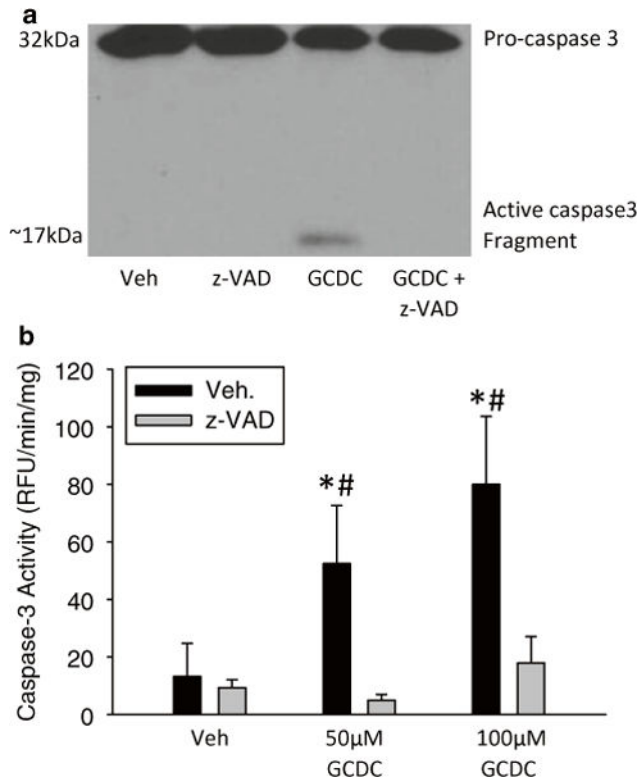 a
32kDa
Pro-caspase 3
Active caspase3
~17kDa
Fragment
Veh z-VAD GCDC GCDC +
z-VAD
b
Caspase-3 Activity (RFU/min/mg)
120
100
80
60
40
20
0
Veh.
z-VAD
*#
*#
Veh 50µM 100µM
GCDC GCDC